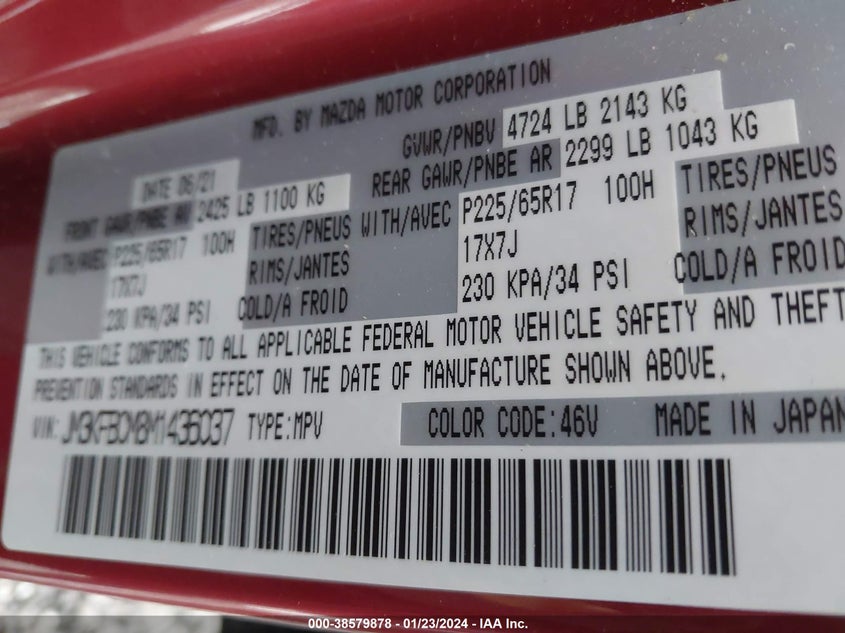 MFD. BY MAZDA MOTOR CORPORATION
DATE 06/21 GVWR/PNBV 4724 LB 2143 KG
FRONT GAWR/PNBE AV 2425 LB 1100 KG REAR GAWR/PNBE AR 2299 LB 1043 KG
WITH/AVEC P225/65R17 100H TIRES/PNEUS WITH/AVEC P225/65R17 100H TIRES/PNEUS
17X7J RIMS/JANTES 17X7J RIMS/JANTES
230 KPA/34 PSI COLD/A FROID 230 KPA/34 PSI COLD/A FROID
THIS VEHICLE CONFORMS TO ALL APPLICABLE FEDERAL MOTOR VEHICLE SAFETY AND THEFT
PREVENTION STANDARDS IN EFFECT ON THE DATE OF MANUFACTURE SHOWN ABOVE.
VIN: JM3KFBCM8M1436037 TYPE:MPV COLOR CODE:46V MADE IN JAPAN
000-38579878 - 01/23/2024 - IAA Inc.